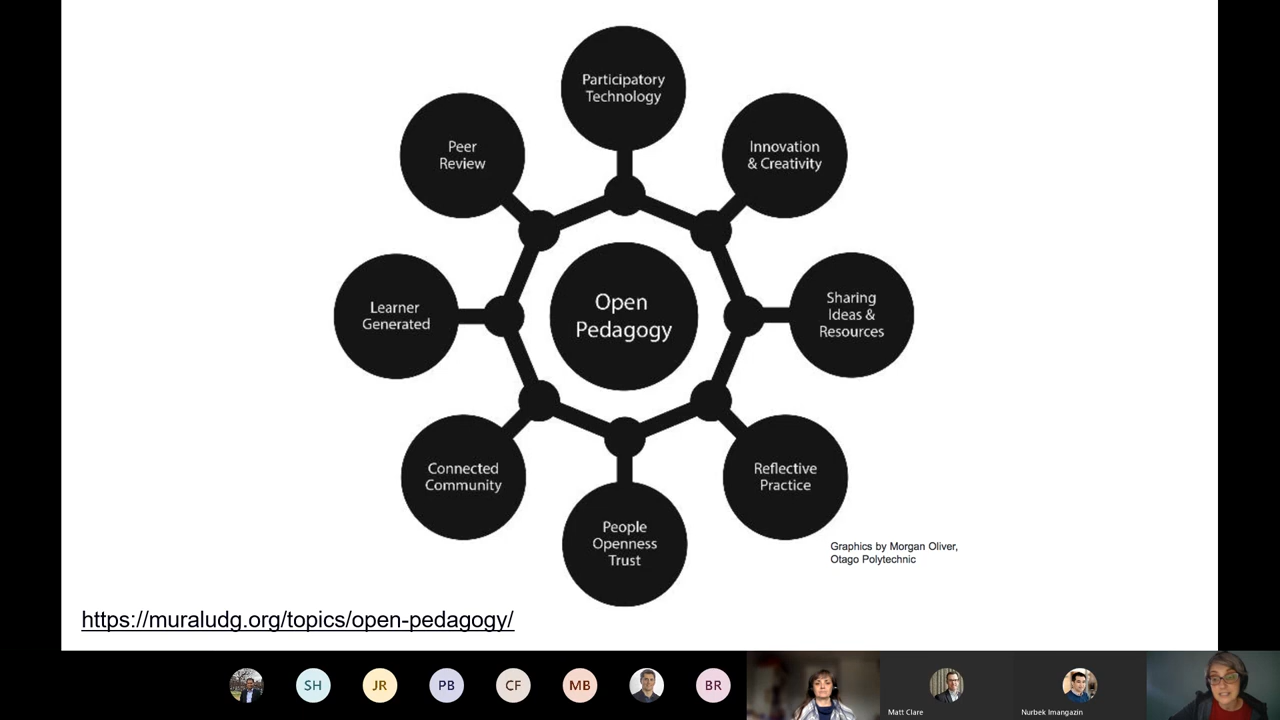 Participatory
Technology
Peer
Review
Innovation
& Creativity
Learner
Generated
Open
Pedagogy
Sharing
Ideas &
Resources
Connected
Community
Reflective
Practice
People
Openness
Trust
Graphics by Morgan Oliver,
Otago Polytechnic
https://muraludg.org/topics/open-pedagogy/
SH
JR
PB
CF
MB
BR
Matt Clare
Nurbek Imangazin